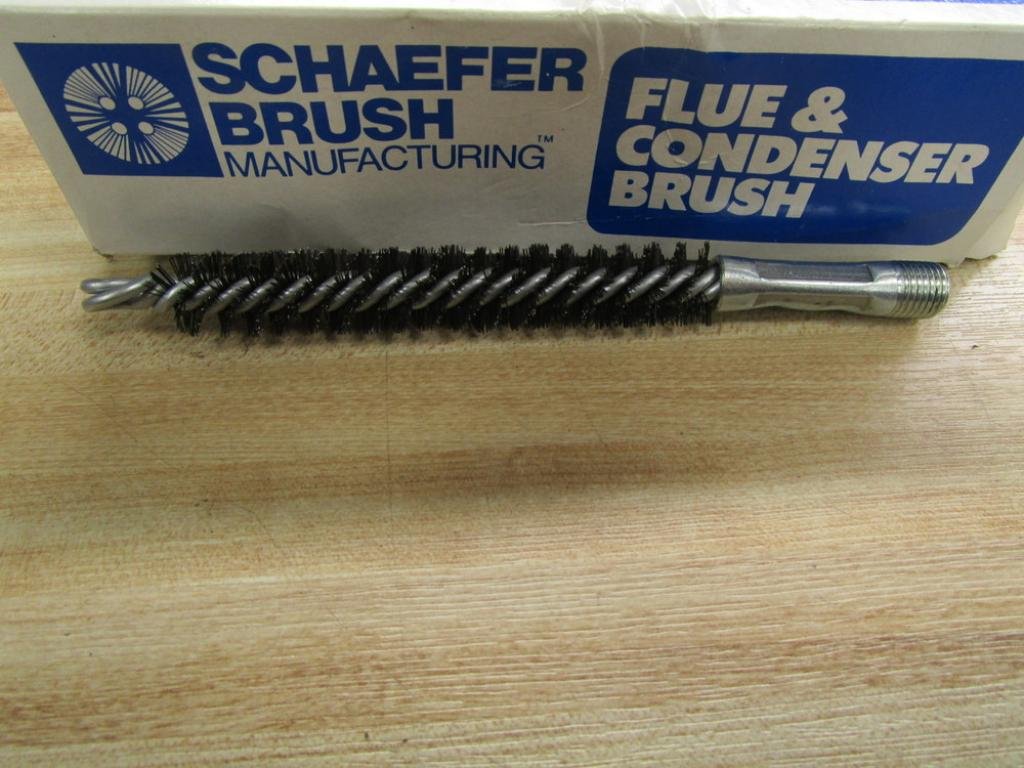 SCHAEFER
BRUSH
MANUFACTURING™
FLUE &
CONDENSER
BRUSH